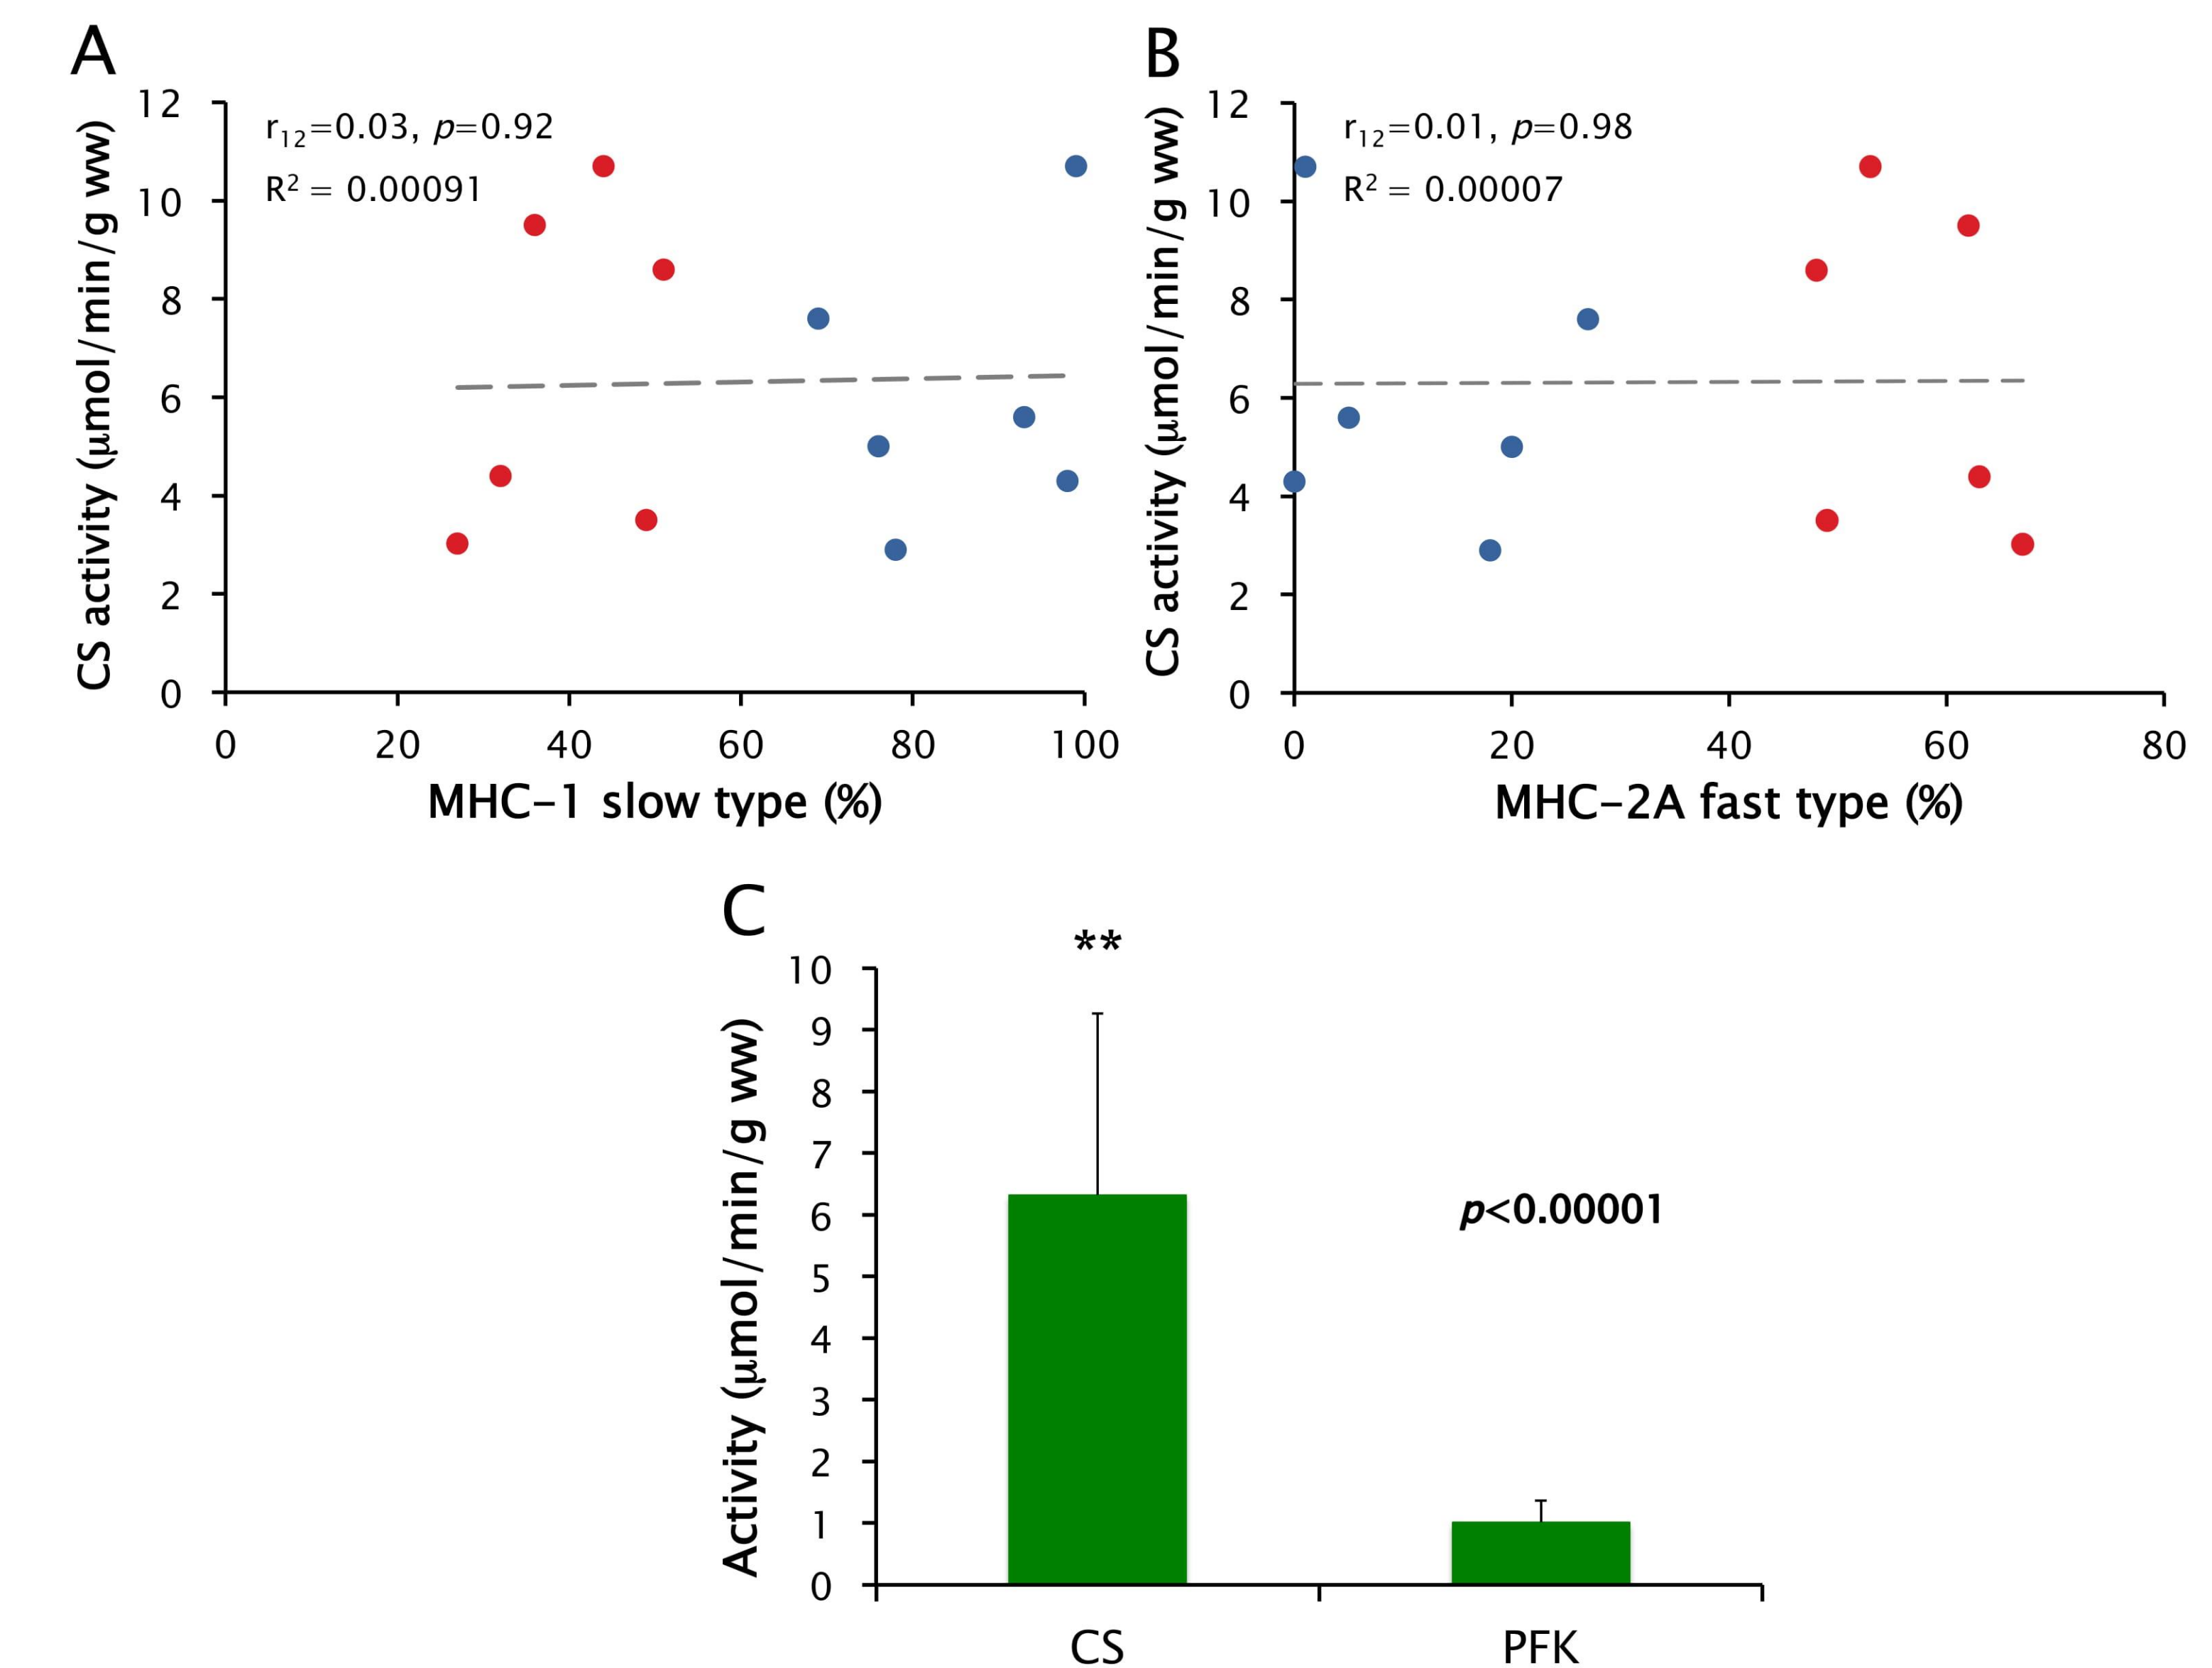 A
r12=0.03, p=0.92
R² = 0.00091
CS activity (μmol/min/g ww)
12
10
8
6
4
2
0
0 20 40 60 80 100
MHC-1 slow type (%)
B
r12=0.01, p=0.98
R² = 0.00007
CS activity (μmol/min/g ww)
12
10
8
6
4
2
0
0 20 40 60 80
MHC-2A fast type (%)
C
**
Activity (μmol/min/g ww)
10
9
8
7
6
5
4
3
2
1
0
p<0.00001
CS PFK